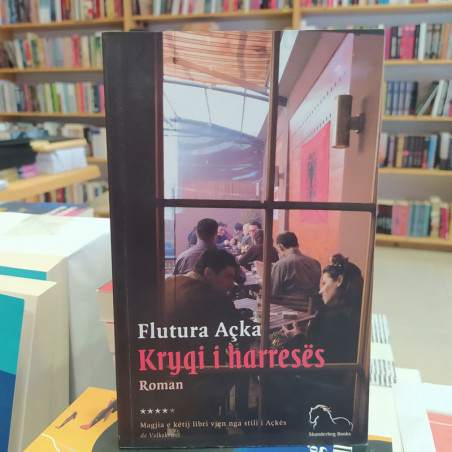 Flutura Açka
Kryqi i harresës
Roman
Magjia e këtij libri vjen nga stili i Açkës
de Volkskrant
Skanderbeg Books